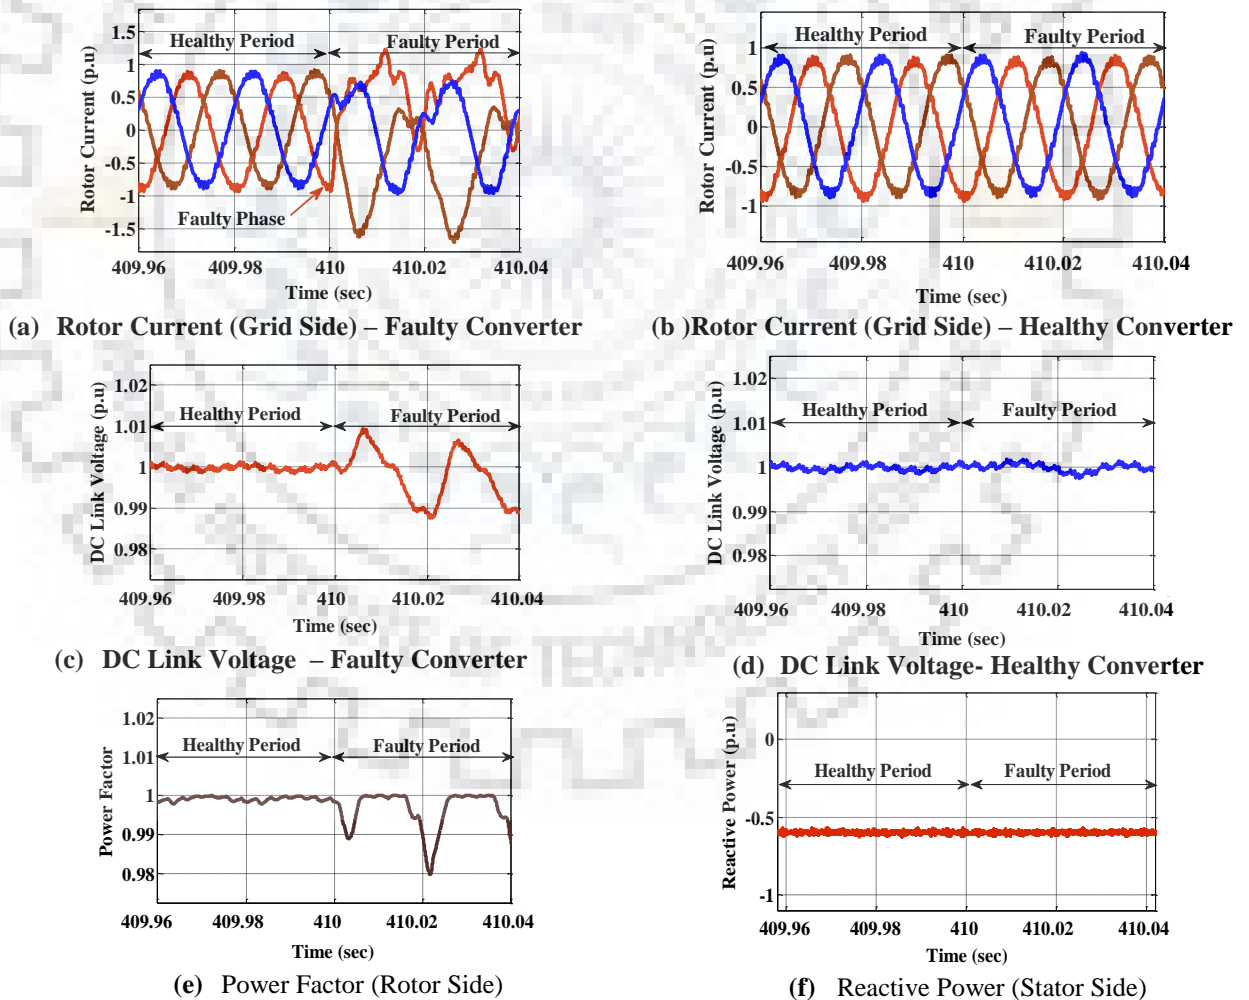 Rotor Current (p.u)
1.5
1
0.5
0
-0.5
-1
-1.5
Healthy Period
Faulty Period
Faulty Phase
409.96 409.98 410 410.02 410.04
Time (sec)
(a) Rotor Current (Grid Side) – Faulty Converter
Rotor Current (p.u)
1
0.5
0
-0.5
-1
Healthy Period
Faulty Period
409.96 409.98 410 410.02 410.04
Time (sec)
(b )Rotor Current (Grid Side) – Healthy Converter
DC Link Voltage (p.u)
1.02
1.01
1
0.99
0.98
Healthy Period
Faulty Period
409.96 409.98 410 410.02 410.04
Time (sec)
(c) DC Link Voltage – Faulty Converter
DC Link Voltage (p.u)
1.02
1.01
1
0.99
0.98
Healthy Period
Faulty Period
409.96 409.98 410 410.02 410.04
Time (sec)
(d) DC Link Voltage- Healthy Converter
Power Factor
1.02
1.01
1
0.99
0.98
Healthy Period
Faulty Period
409.96 409.98 410 410.02 410.04
Time (sec)
(e) Power Factor (Rotor Side)
Reactive Power (p.u)
0
-0.5
-1
Healthy Period
Faulty Period
409.96 409.98 410 410.02 410.04
Time (sec)
(f) Reactive Power (Stator Side)